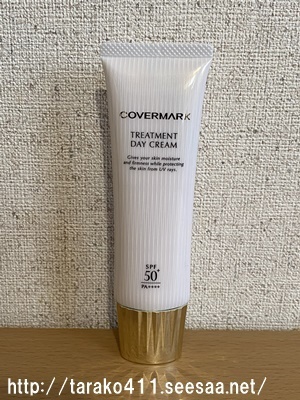 COVERMARK
TREATMENT
DAY CREAM
Gives your skin moisture
and firmness while protecting
the skin from UV rays.
SPF
50+
PA++++
http://tarako411.seesaa.net/